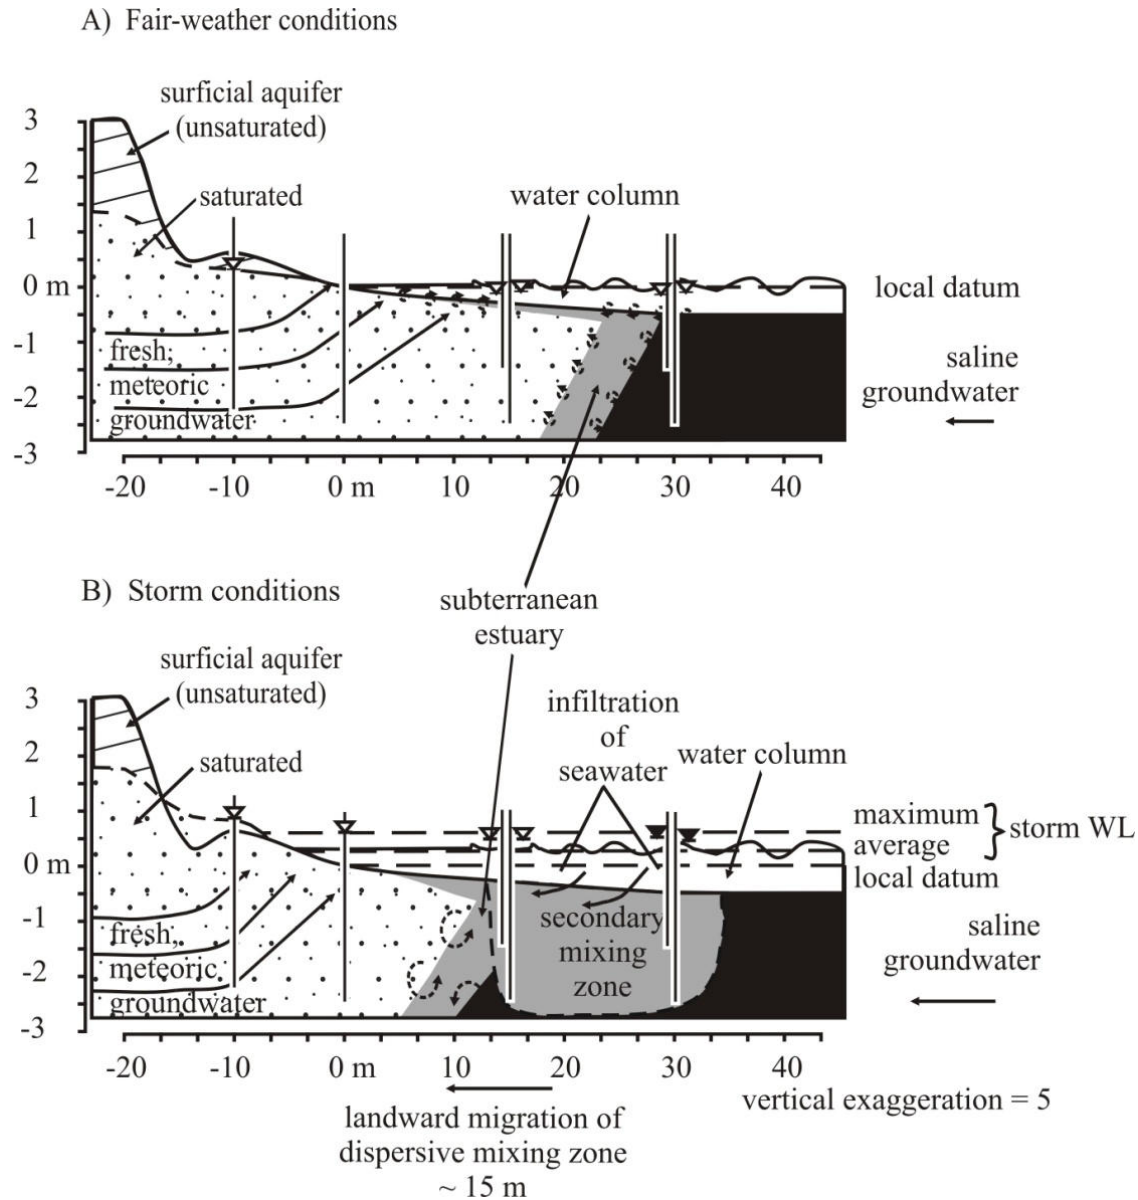 A) Fair-weather conditions
surficial aquifer
(unsaturated)
saturated
water column
3
2
1
0 m
-1
-2
-3
local datum
saline
groundwater
fresh,
meteoric
groundwater
-20 -10 0 m 10 20 30 40
subterranean
estuary
B) Storm conditions
surficial aquifer
(unsaturated)
saturated
infiltration
of
seawater
water column
3
2
1
0 m
-1
-2
-3
maximum
average
storm WL
local datum
saline
groundwater
secondary
mixing
zone
fresh,
meteoric
groundwater
-20 -10 0 m 10 20 30 40
landward migration of
dispersive mixing zone
~ 15 m
vertical exaggeration = 5